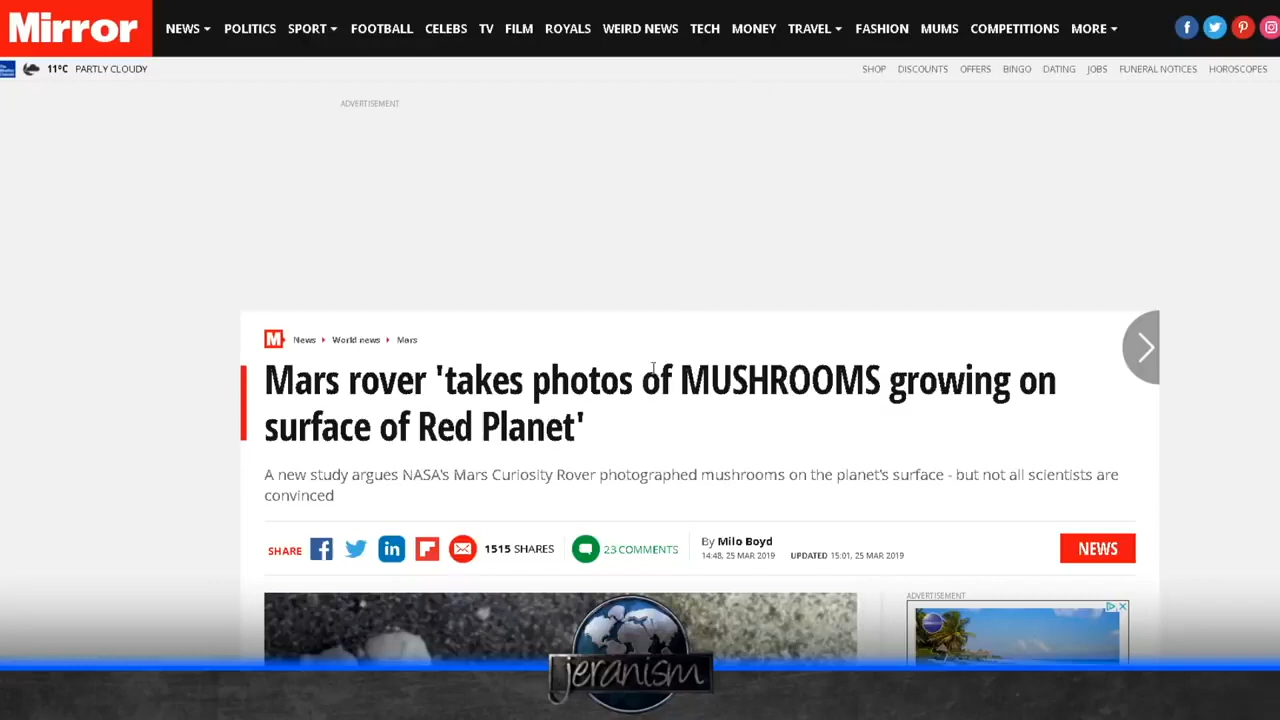 Mirror
NEWS POLITICS SPORT FOOTBALL CELEBS TV FILM ROYALS WEIRD NEWS TECH MONEY TRAVEL FASHION MUMS COMPETITIONS MORE
11°C PARTLY CLOUDY
SHOP DISCOUNTS OFFERS BINGO DATING JOBS FUNERAL NOTICES HOROSCOPES
ADVERTISEMENT
M News World news Mars
Mars rover 'takes photos of MUSHROOMS growing on
surface of Red Planet'
A new study argues NASA's Mars Curiosity Rover photographed mushrooms on the planet's surface - but not all scientists are
convinced
SHARE 1515 SHARES 23 COMMENTS
By Milo Boyd
14:48, 25 MAR 2019 UPDATED 15:01, 25 MAR 2019
NEWS
ADVERTISEMENT
jeranism